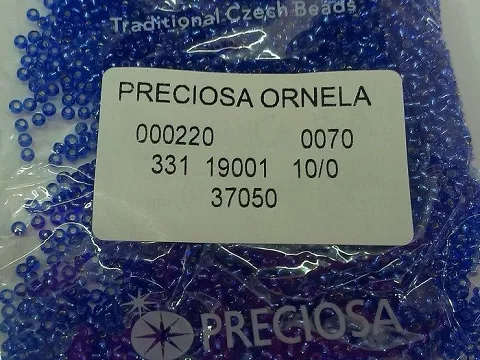 Traditional Czech Beads
PRECIOSA ORNELA
000220 0070
331 19001 10/0
37050
PRECIOSA